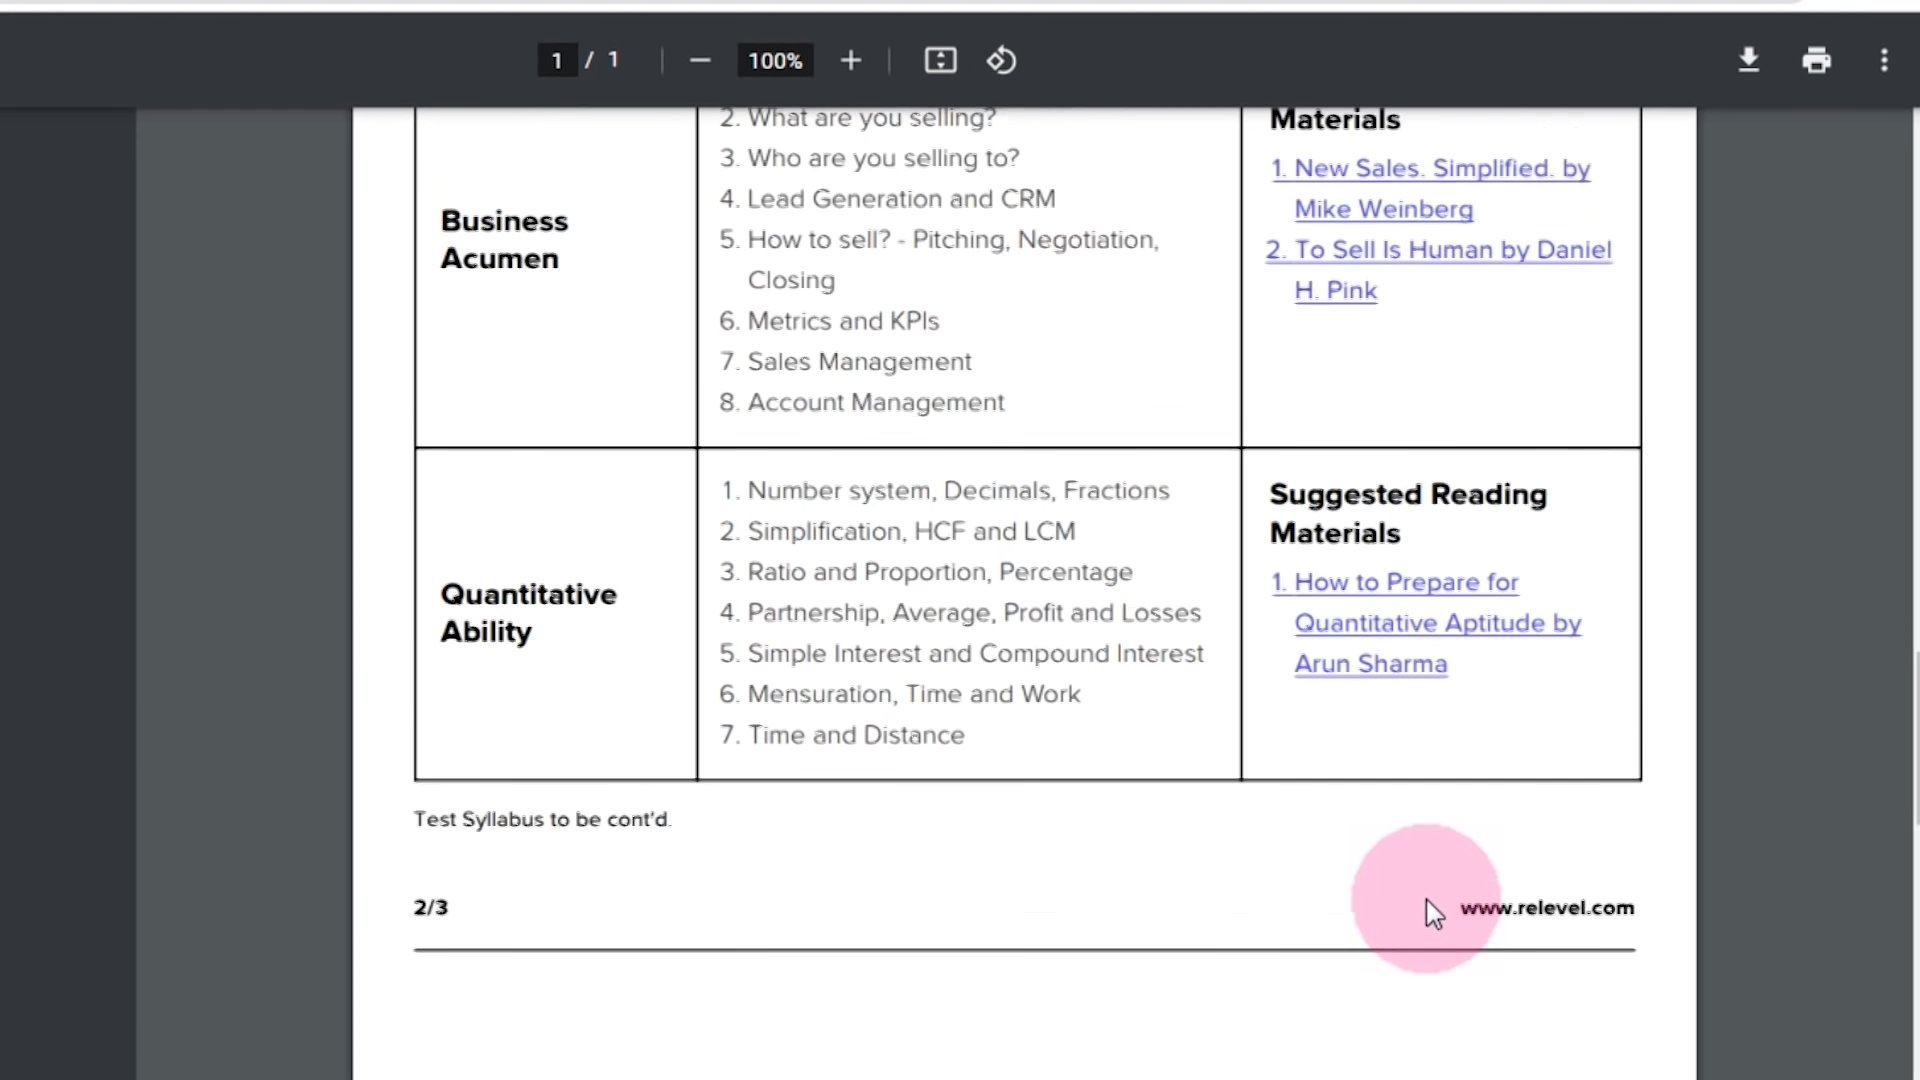 1 / 1
100%
2. What are you selling?
3. Who are you selling to?
4. Lead Generation and CRM
5. How to sell? - Pitching, Negotiation,
Closing
6. Metrics and KPIs
7. Sales Management
8. Account Management
Business
Acumen
Materials
1. New Sales. Simplified. by
Mike Weinberg
2. To Sell Is Human by Daniel
H. Pink
Quantitative
Ability
1. Number system, Decimals, Fractions
2. Simplification, HCF and LCM
3. Ratio and Proportion, Percentage
4. Partnership, Average, Profit and Losses
5. Simple Interest and Compound Interest
6. Mensuration, Time and Work
7. Time and Distance
Suggested Reading
Materials
1. How to Prepare for
Quantitative Aptitude by
Arun Sharma
Test Syllabus to be cont'd.
2/3
www.relevel.com